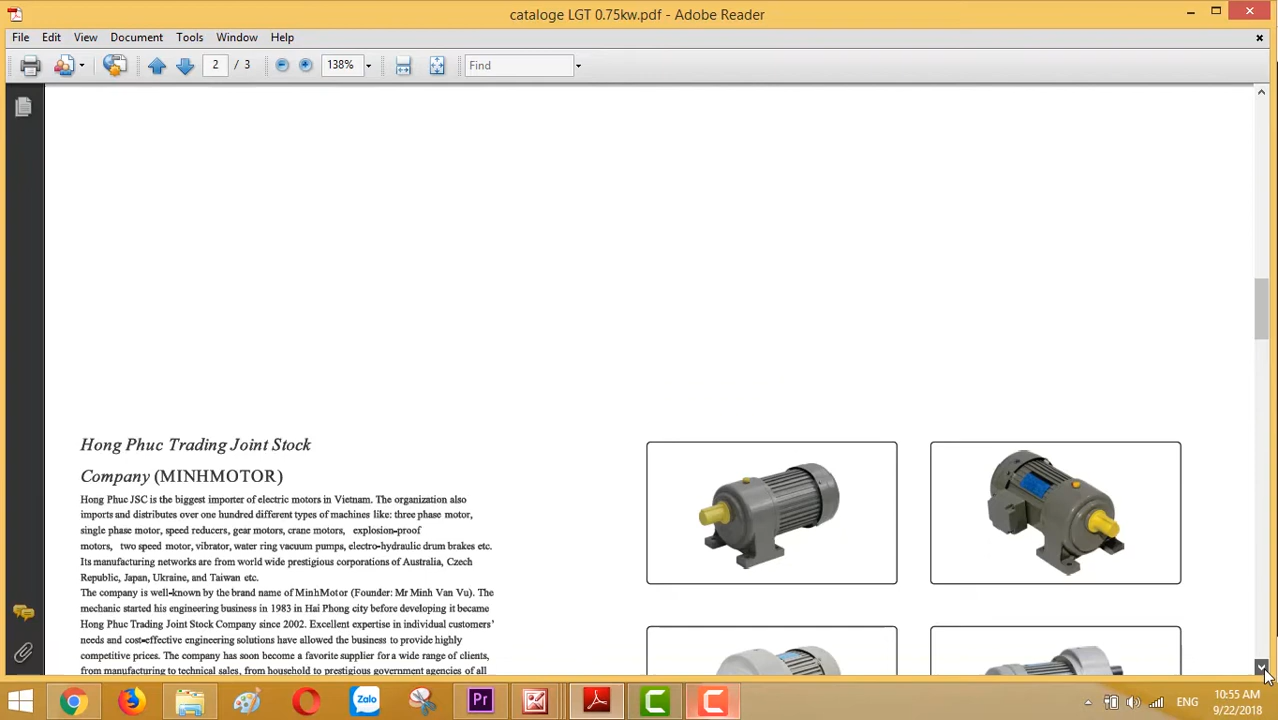 cataloge LGT 0.75kw.pdf - Adobe Reader
File Edit View Document Tools Window Help
2 / 3 138% Find
Hong Phuc Trading Joint Stock
Company (MINHMOTOR)
Hong Phuc JSC is the biggest importer of electric motors in Vietnam. The organization also
imports and distributes over one hundred different types of machines like: three phase motor,
single phase motor, speed reducers, gear motors, crane motors, explosion-proof
motors, two speed motor, vibrator, water ring vacuum pumps, electro-hydraulic drum brakes etc.
Its manufacturing networks are from world wide prestigious corporations of Australia, Czech
Republic, Japan, Ukraine, and Taiwan etc.
The company is well-known by the brand name of MinhMotor (Founder: Mr Minh Van Vu). The
mechanic started his engineering business in 1983 in Hai Phong city before developing it became
Hong Phuc Trading Joint Stock Company since 2002. Excellent expertise in individual customers'
needs and cost-effective engineering solutions have allowed the business to provide highly
competitive prices. The company has soon become a favorite supplier for a wide range of clients,
from manufacturing to technical sales, from household to prestigious government agencies of all
Zalo
Pr
ENG
10:55 AM
9/22/2018